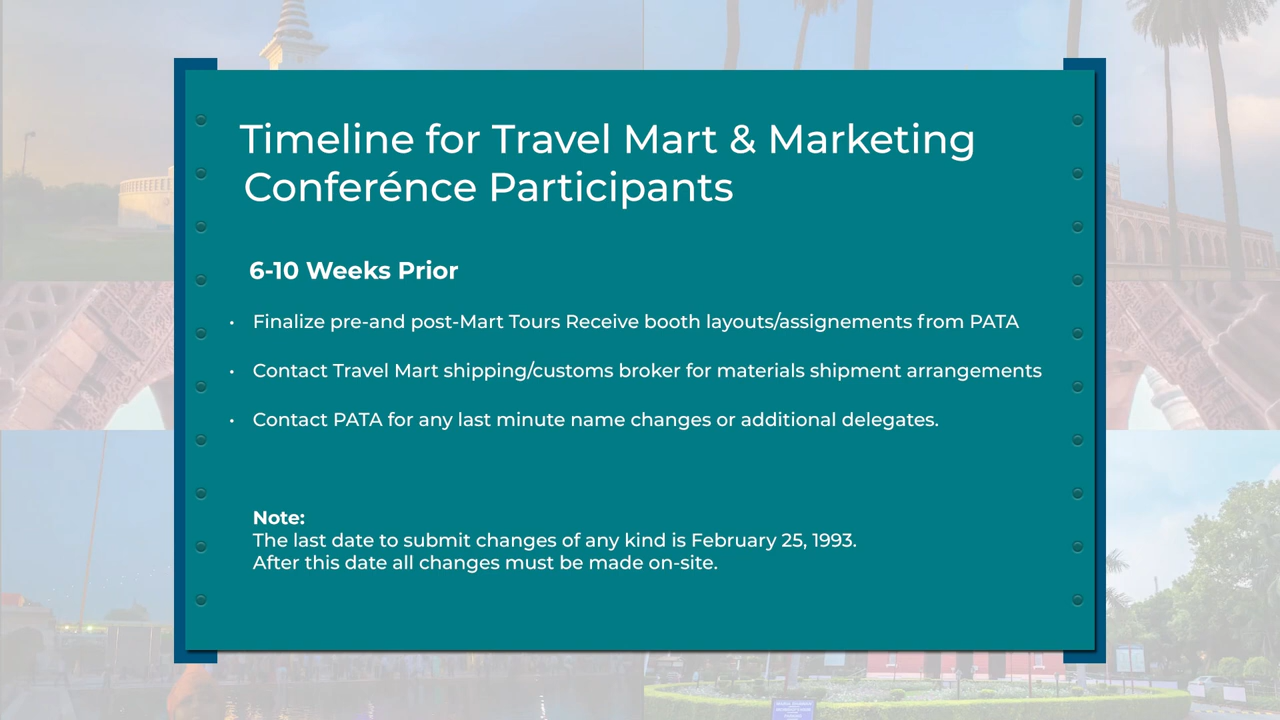 Timeline for Travel Mart & Marketing
Conferénce Participants
6-10 Weeks Prior
• Finalize pre-and post-Mart Tours Receive booth layouts/assignements from PATA
• Contact Travel Mart shipping/customs broker for materials shipment arrangements
• Contact PATA for any last minute name changes or additional delegates.
Note:
The last date to submit changes of any kind is February 25, 1993.
After this date all changes must be made on-site.